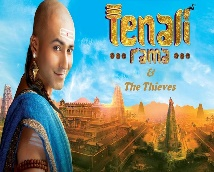 Tenali
••• rama •••
&
The Thieves